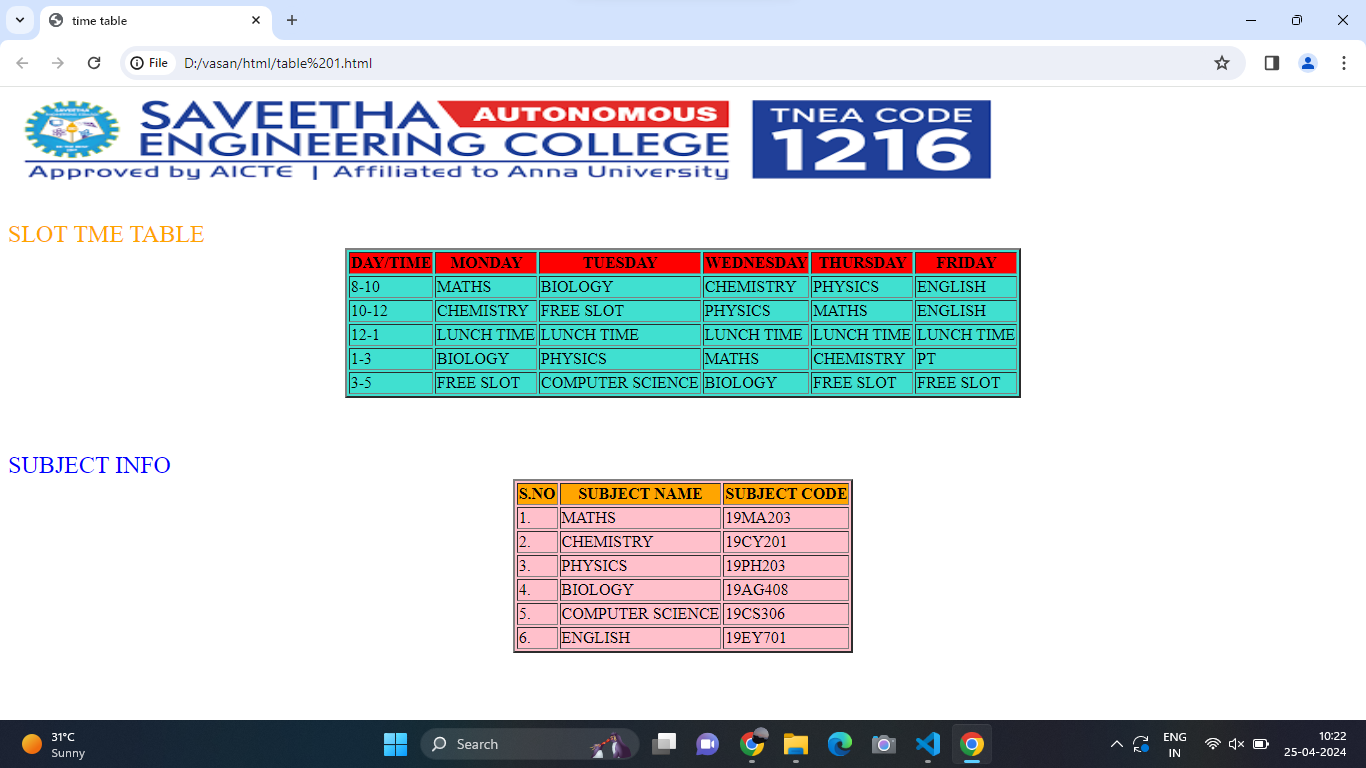 time table
File D:/vasan/html/table%201.html
SAVEETHA AUTONOMOUS
ENGINEERING COLLEGE
Approved by AICTE | Affiliated to Anna University
TNEA CODE
1216
SLOT TME TABLE
DAY/TIME MONDAY TUESDAY WEDNESDAY THURSDAY FRIDAY
8-10 MATHS BIOLOGY CHEMISTRY PHYSICS ENGLISH
10-12 CHEMISTRY FREE SLOT PHYSICS MATHS ENGLISH
12-1 LUNCH TIME LUNCH TIME LUNCH TIME LUNCH TIME LUNCH TIME
1-3 BIOLOGY PHYSICS MATHS CHEMISTRY PT
3-5 FREE SLOT COMPUTER SCIENCE BIOLOGY FREE SLOT FREE SLOT
SUBJECT INFO
S.NO SUBJECT NAME SUBJECT CODE
1. MATHS 19MA203
2. CHEMISTRY 19CY201
3. PHYSICS 19PH203
4. BIOLOGY 19AG408
5. COMPUTER SCIENCE 19CS306
6. ENGLISH 19EY701
31°C
Sunny
Search
ENG
IN
10:22
25-04-2024